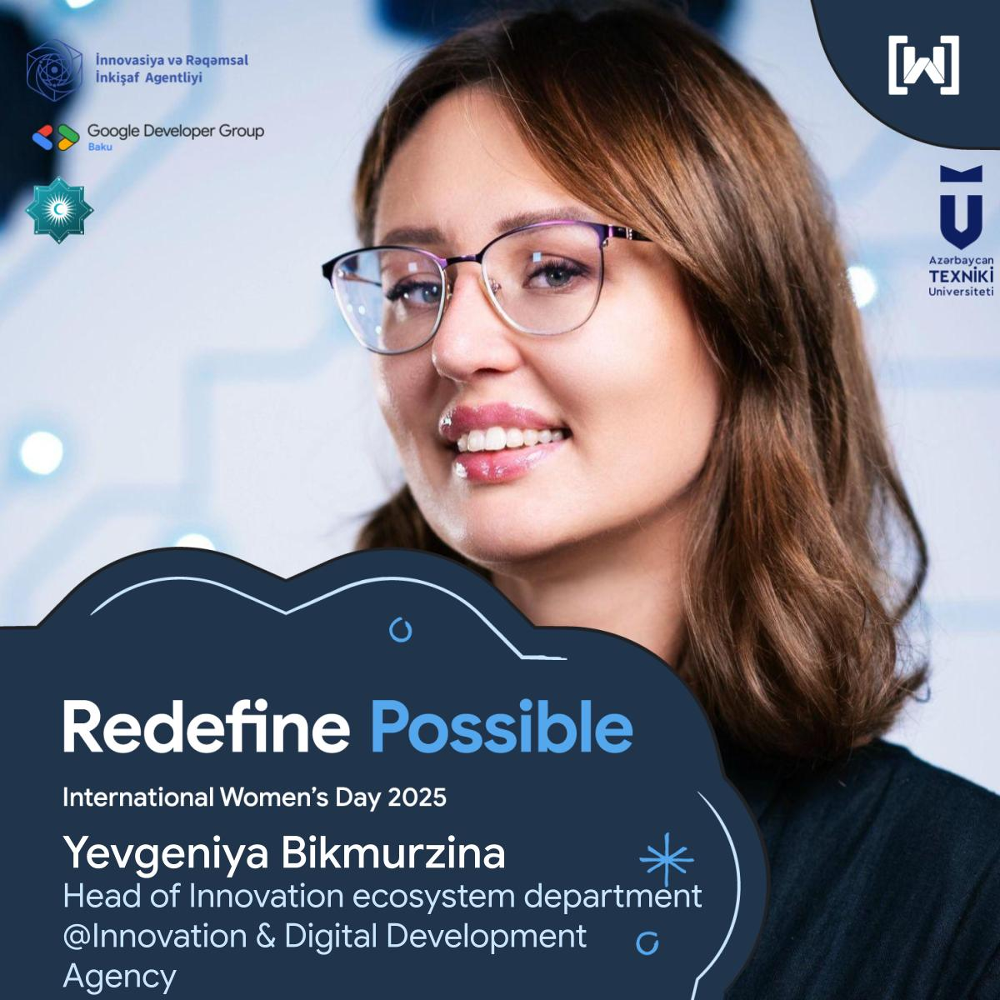 İnnovasiya və Rəqəmsal
İnkişaf Agentliyi
Google Developer Group
Baku
[W]
Azərbaycan
TEXNİKİ
Universiteti
Redefine Possible
International Women’s Day 2025
Yevgeniya Bikmurzina
Head of Innovation ecosystem department
@Innovation & Digital Development
Agency